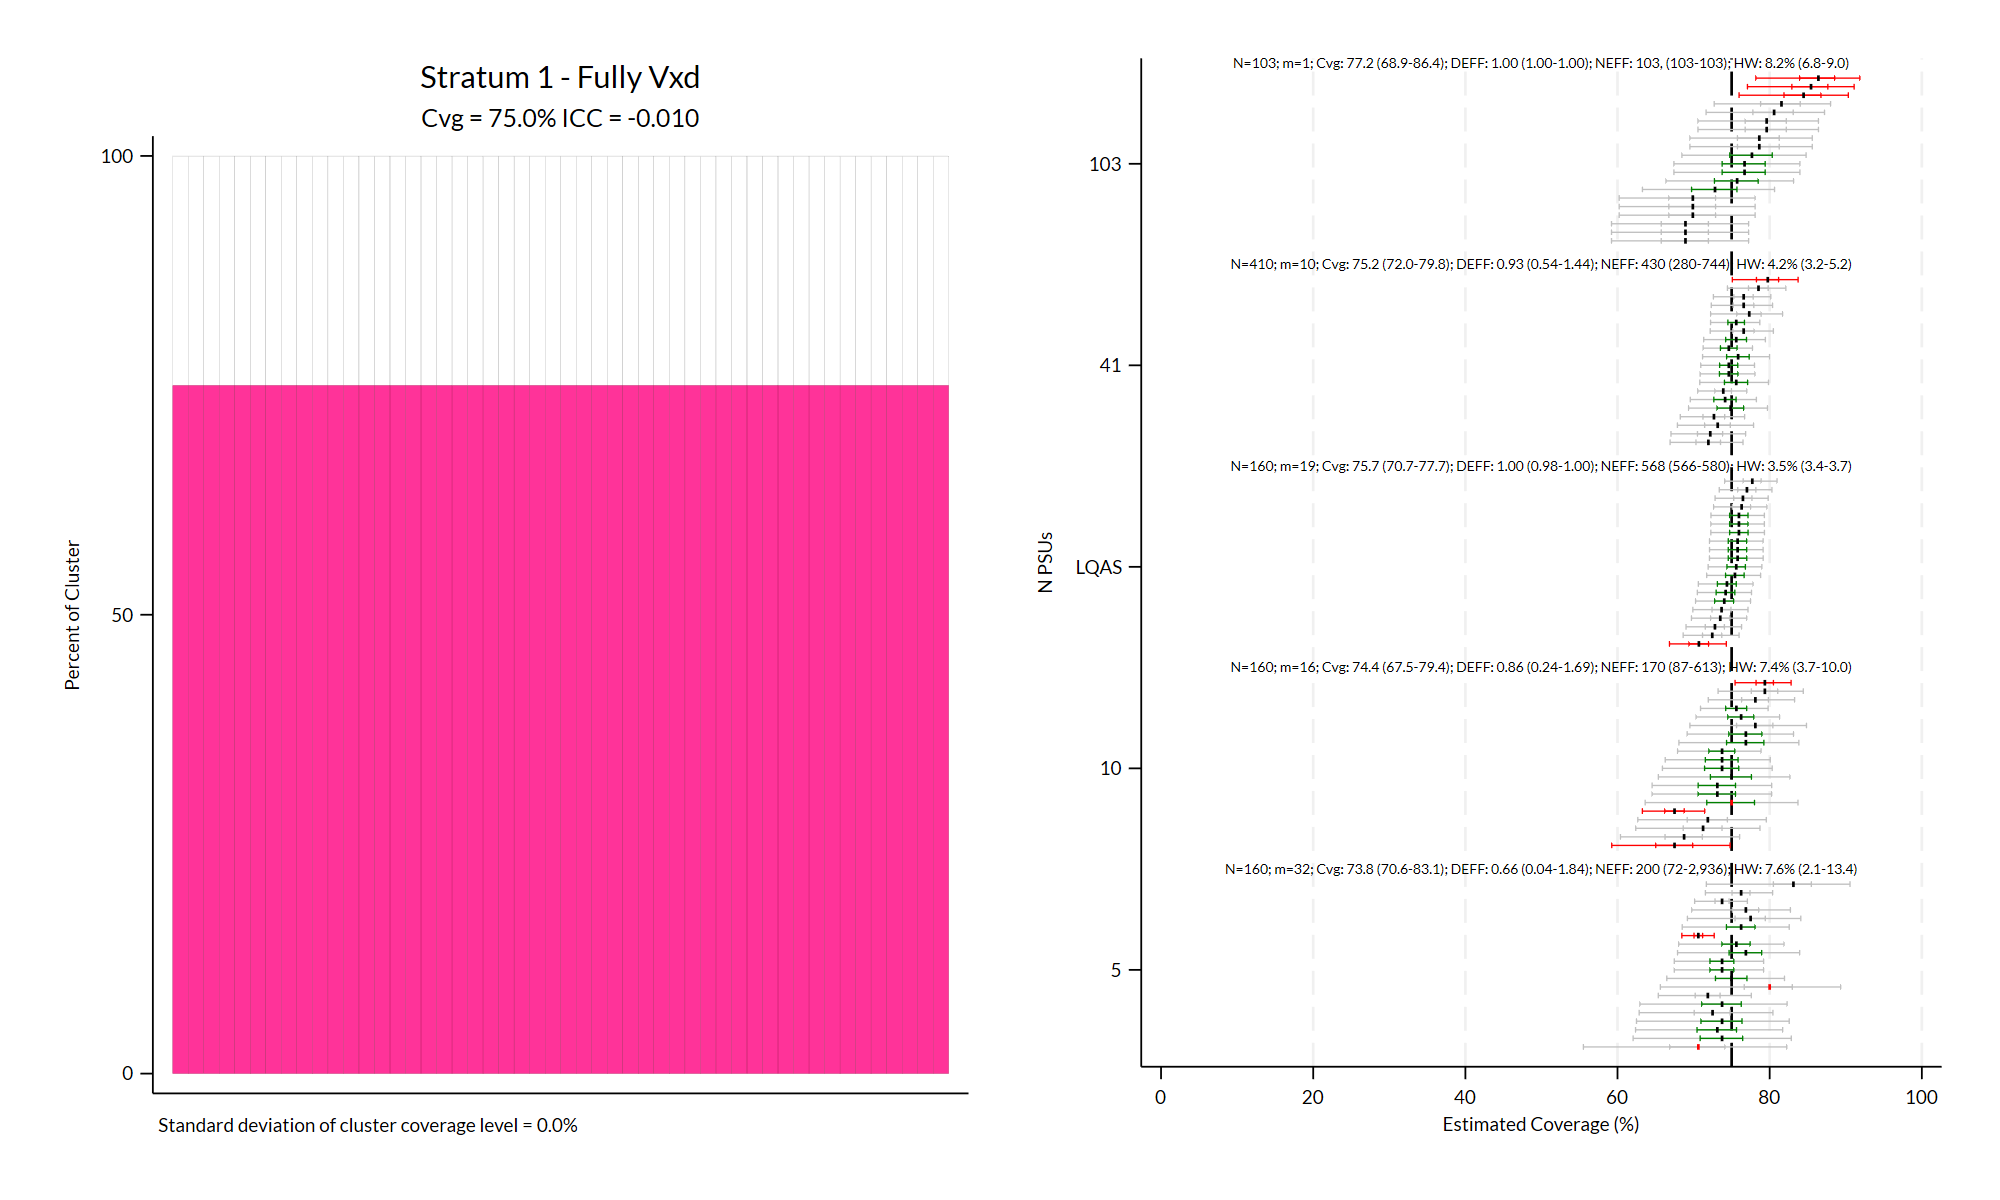 Stratum 1 - Fully Vxd
Cvg = 75.0% ICC = -0.010
100
50
0
Percent of Cluster
Standard deviation of cluster coverage level = 0.0%
N=103; m=1; Cvg: 77.2 (68.9-86.4); DEFF: 1.00 (1.00-1.00); NEFF: 103, (103-103); HW: 8.2% (6.8-9.0)
103
N=410; m=10; Cvg: 75.2 (72.0-79.8); DEFF: 0.93 (0.54-1.44); NEFF: 430 (280-744); HW: 4.2% (3.2-5.2)
41
N=160; m=19; Cvg: 75.7 (70.7-77.7); DEFF: 1.00 (0.98-1.00); NEFF: 568 (566-580); HW: 3.5% (3.4-3.7)
LQAS
N=160; m=16; Cvg: 74.4 (67.5-79.4); DEFF: 0.86 (0.24-1.69); NEFF: 170 (87-613); HW: 7.4% (3.7-10.0)
10
N=160; m=32; Cvg: 73.8 (70.6-83.1); DEFF: 0.66 (0.04-1.84); NEFF: 200 (72-2,936); HW: 7.6% (2.1-13.4)
5
N PSUs
0 20 40 60 80 100
Estimated Coverage (%)